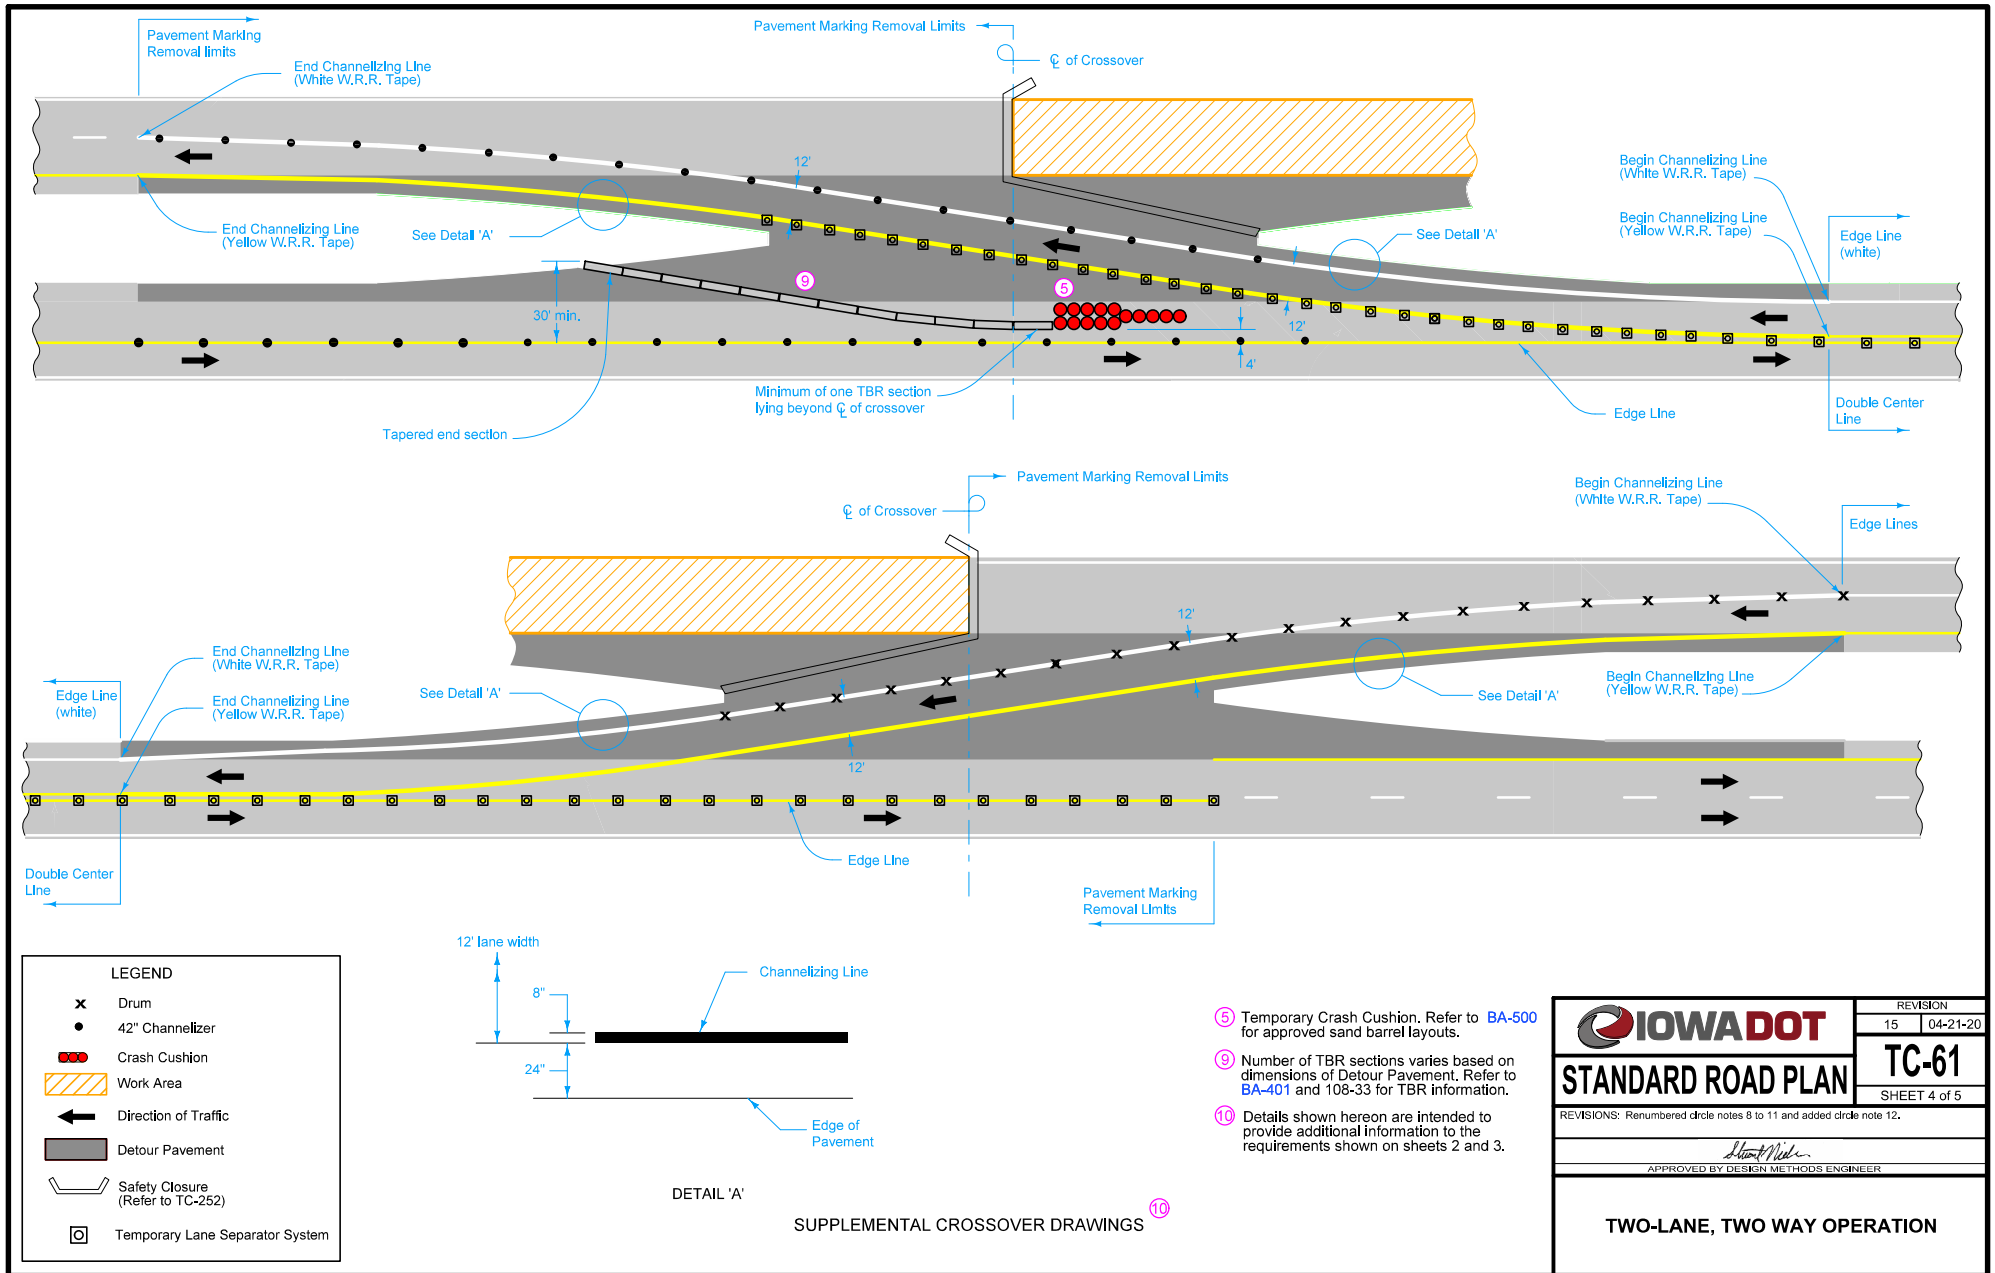 Pavement Marking
Removal limits
End Channelizing Line
(White W.R.R. Tape)
Pavement Marking Removal Limits
℄ of Crossover
12'
Begin Channelizing Line
(White W.R.R. Tape)
Begin Channelizing Line
(Yellow W.R.R. Tape)
Edge Line
(white)
End Channelizing Line
(Yellow W.R.R. Tape)
See Detail 'A'
See Detail 'A'
9
5
30' min.
12'
4'
Minimum of one TBR section
lying beyond ℄ of crossover
Tapered end section
Edge Line
Double Center
Line
Pavement Marking Removal Limits
℄ of Crossover
Begin Channelizing Line
(White W.R.R. Tape)
Edge Lines
12'
End Channelizing Line
(White W.R.R. Tape)
Edge Line
(white)
End Channelizing Line
(Yellow W.R.R. Tape)
See Detail 'A'
Begin Channelizing Line
(Yellow W.R.R. Tape)
See Detail 'A'
12'
Edge Line
Double Center
Line
Pavement Marking
Removal Limits
LEGEND
x Drum
42" Channelizer
Crash Cushion
Work Area
Direction of Traffic
Detour Pavement
Safety Closure
(Refer to TC-252)
Temporary Lane Separator System
12' lane width
8"
Channelizing Line
24"
Edge of
Pavement
DETAIL 'A'
SUPPLEMENTAL CROSSOVER DRAWINGS 10
5 Temporary Crash Cushion. Refer to BA-500
for approved sand barrel layouts.
9 Number of TBR sections varies based on
dimensions of Detour Pavement. Refer to
BA-401 and 108-33 for TBR information.
10 Details shown hereon are intended to
provide additional information to the
requirements shown on sheets 2 and 3.
IOWADOT
STANDARD ROAD PLAN
REVISION
15 04-21-20
TC-61
SHEET 4 of 5
REVISIONS: Renumbered circle notes 8 to 11 and added circle note 12.
APPROVED BY DESIGN METHODS ENGINEER
TWO-LANE, TWO WAY OPERATION